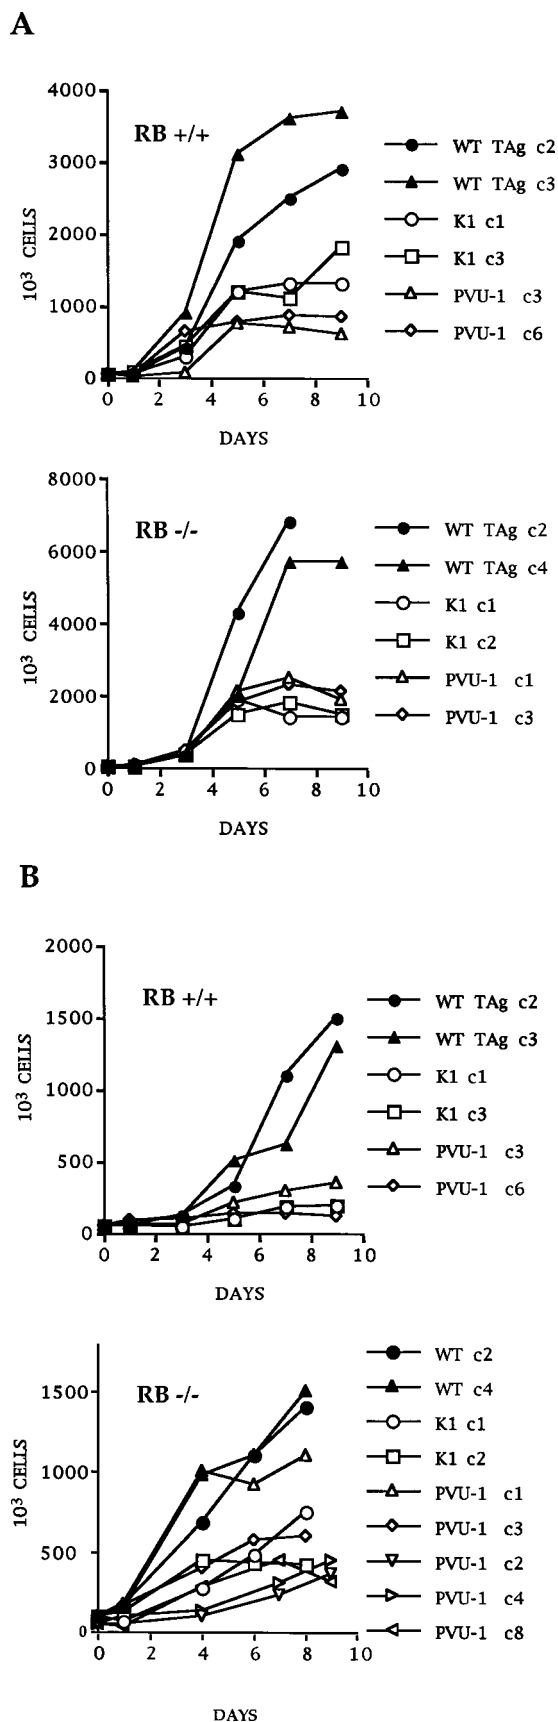 A
RB +/+
4000
3000
2000
1000
0
0 2 4 6 8 10
10³ CELLS
DAYS
WT TAg c2
WT TAg c3
K1 c1
K1 c3
PVU-1 c3
PVU-1 c6
RB -/-
8000
6000
4000
2000
0
0 2 4 6 8 10
10³ CELLS
DAYS
WT TAg c2
WT TAg c4
K1 c1
K1 c2
PVU-1 c1
PVU-1 c3
B
RB +/+
2000
1500
1000
500
0
0 2 4 6 8 10
10³ CELLS
DAYS
WT TAg c2
WT TAg c3
K1 c1
K1 c3
PVU-1 c3
PVU-1 c6
RB -/-
1500
1000
500
0
0 2 4 6 8 10
10³ CELLS
DAYS
WT c2
WT c4
K1 c1
K1 c2
PVU-1 c1
PVU-1 c3
PVU-1 c2
PVU-1 c4
PVU-1 c8